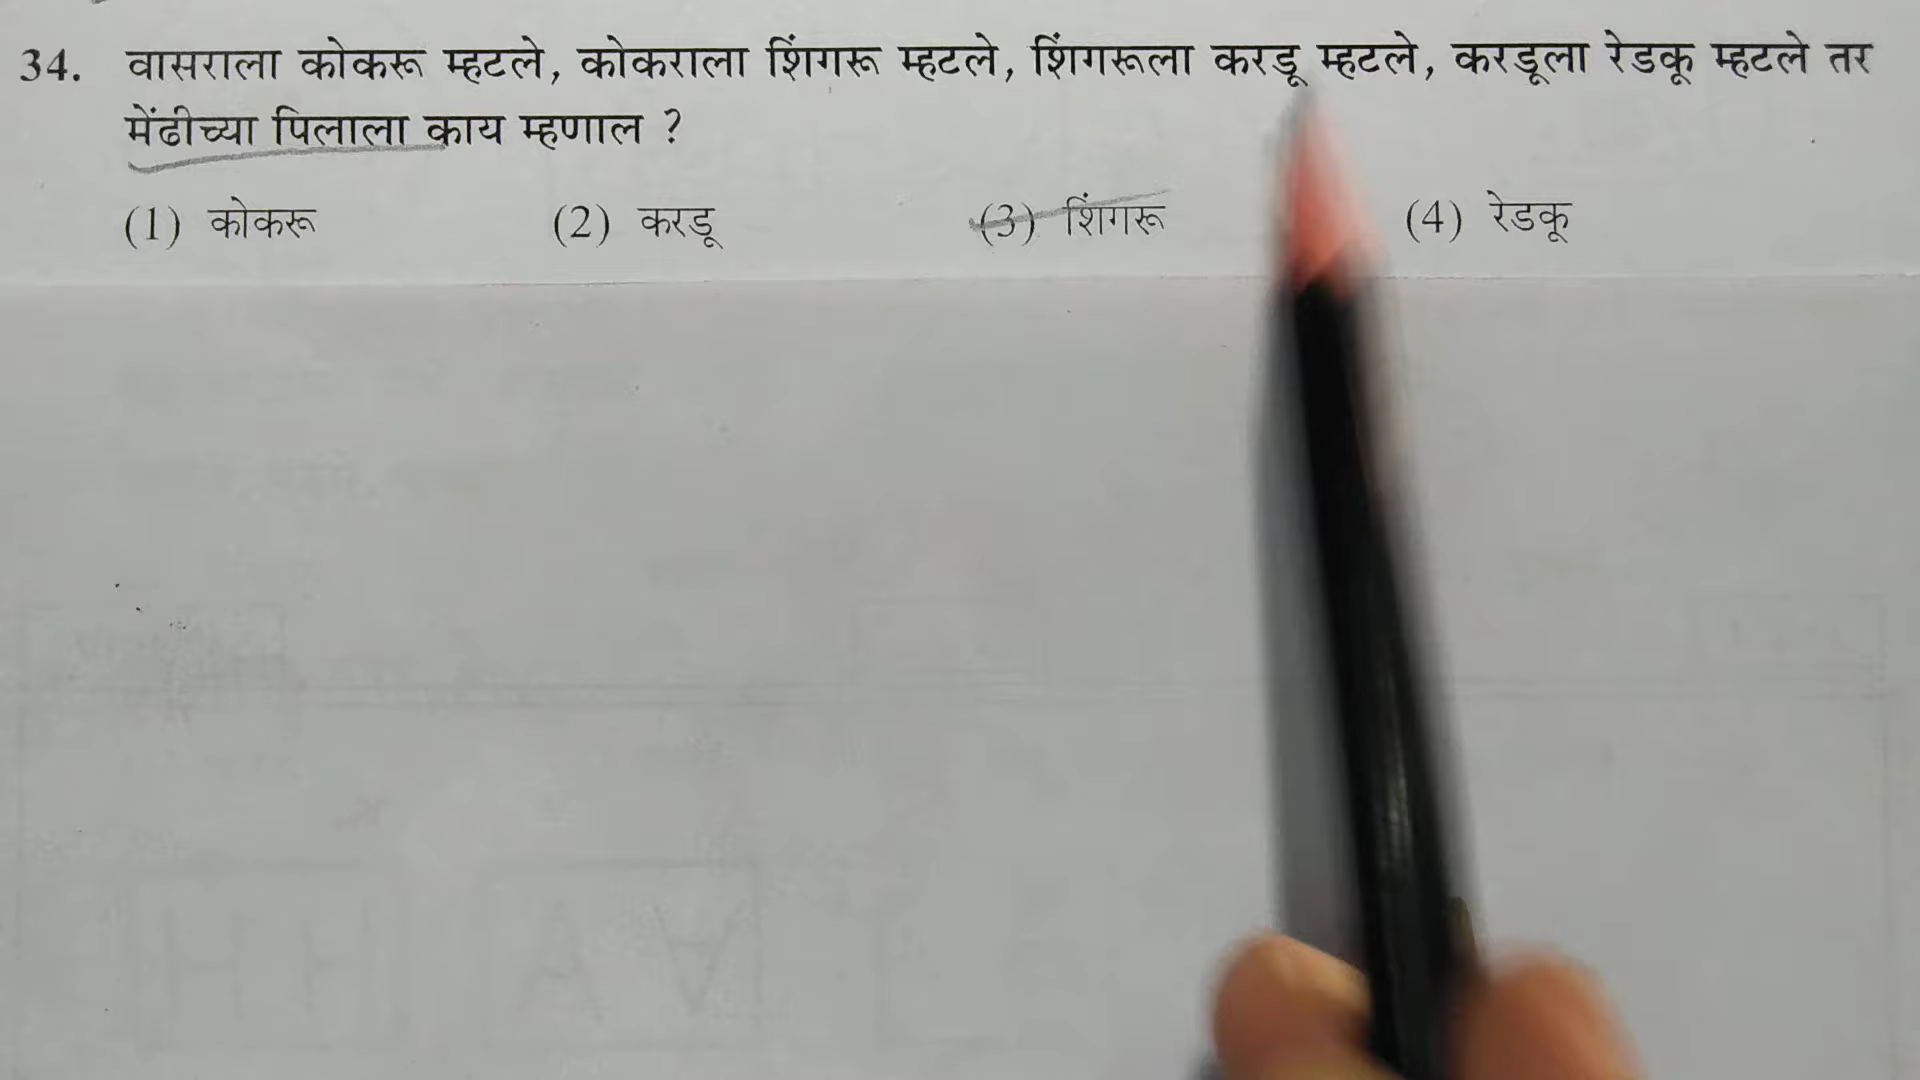 34. वासराला कोकरू म्हटले, कोकराला शिंगरू म्हटले, शिंगरूला करडू म्हटले, करडूला रेडकू म्हटले तर
मेंढीच्या पिलाला काय म्हणाल ?
(1) कोकरू (2) करडू (3) शिंगरू (4) रेडकू